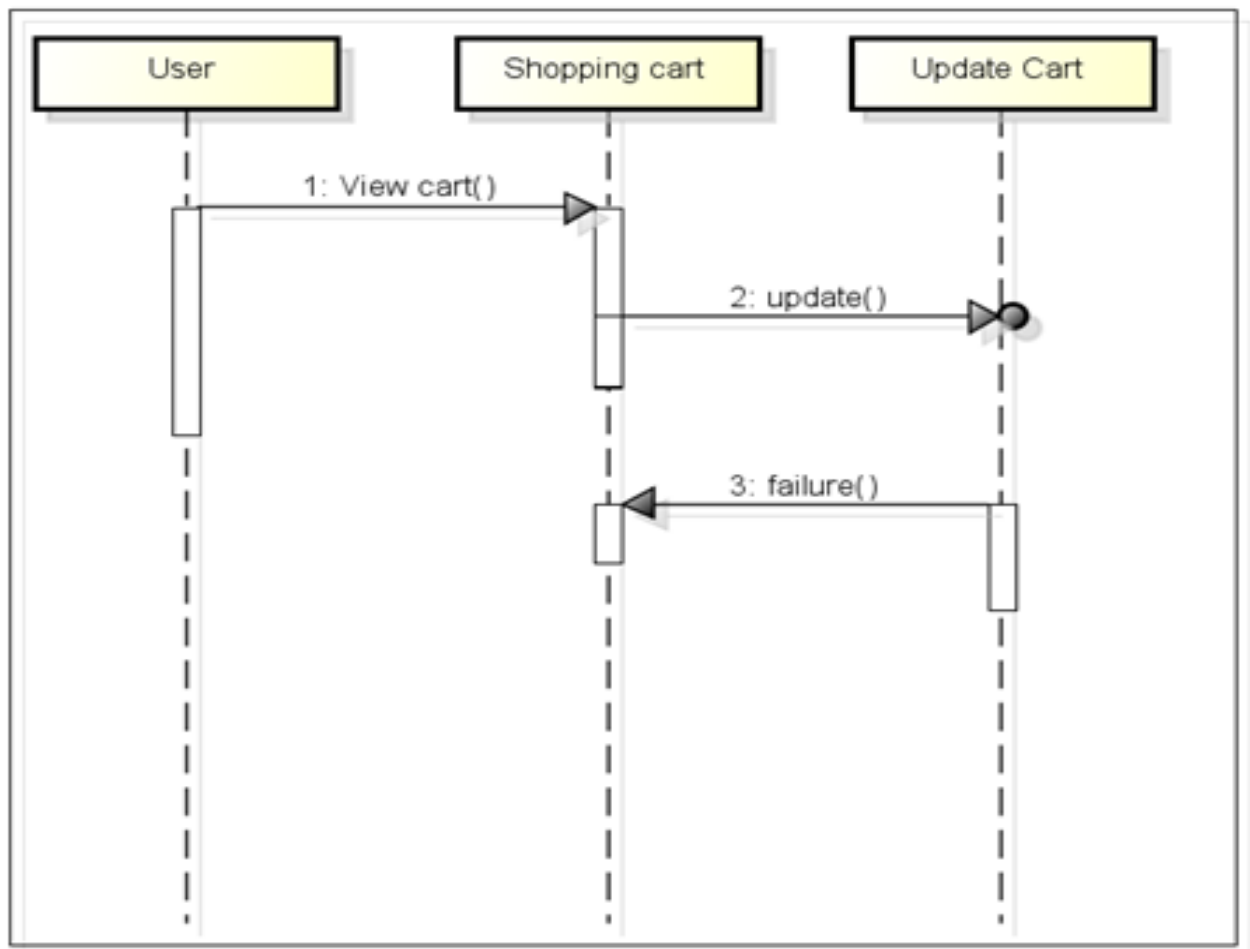 User
Shopping cart
Update Cart
1: View cart()
2: update()
3: failure()